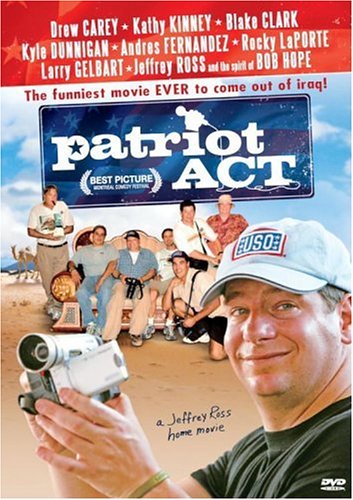 Drew CAREY ★ Kathy KINNEY ★ Blake CLARK
Kyle DUNNIGAN ★ Andres FERNANDEZ ★ Rocky LaPORTE
Larry GELBART ★ Jeffrey ROSS and the spirit of BOB HOPE
The funniest movie EVER to come out of iraq!
patriot
ACT
BEST PICTURE
MONTREAL COMEDY FESTIVAL
USO
a Jeffrey Ross
home movie
DVD